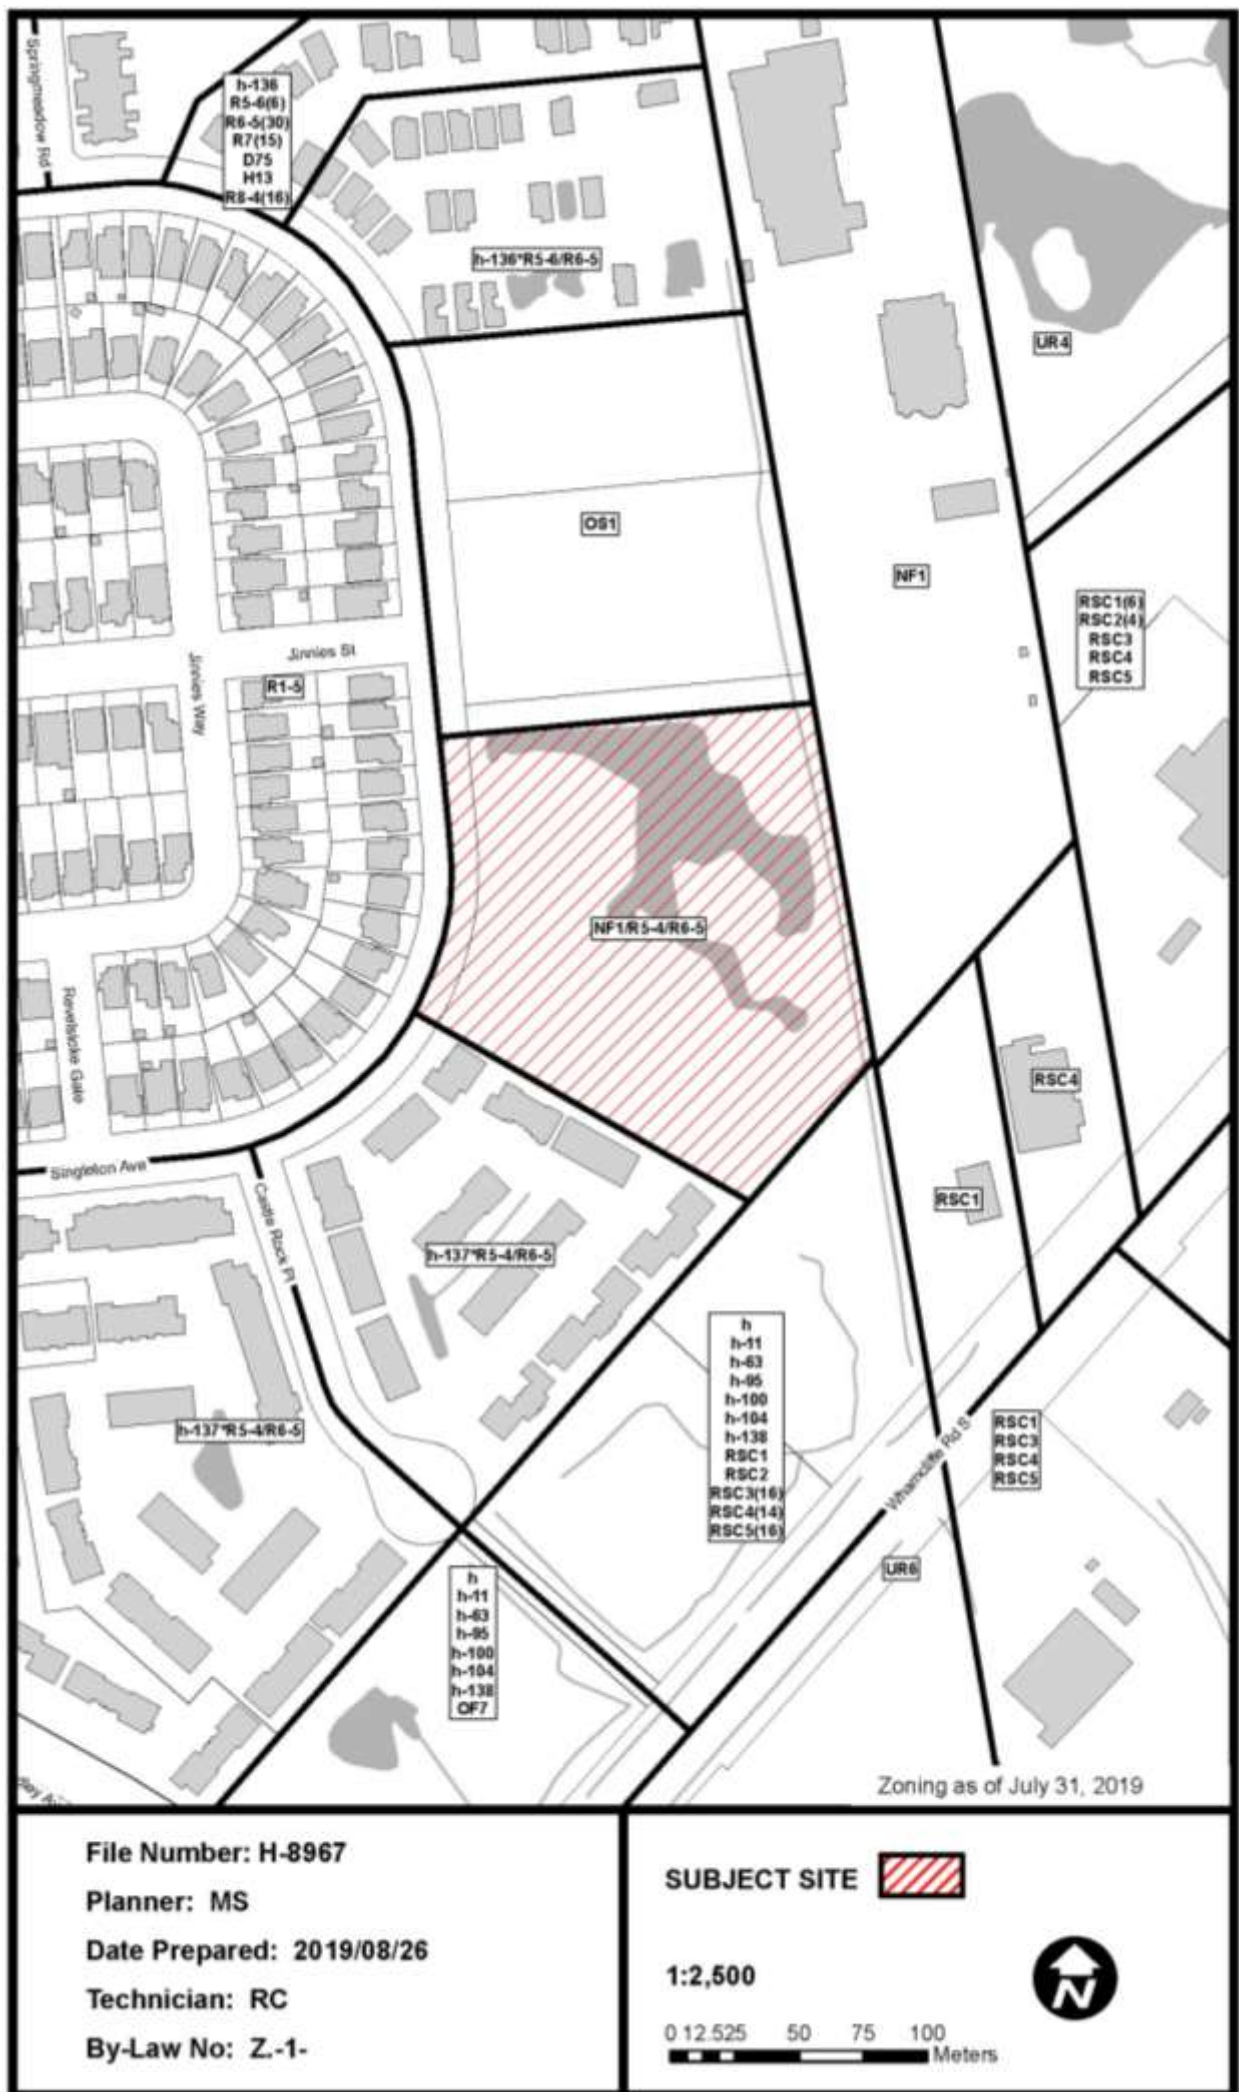 Springmeadow Rd
h-136
R5-6(6)
R6-5(30)
R7(15)
D75
H13
R8-4(16)
h-136*R5-6/R6-5
UR4
OS1
NF1
RSC1(6)
RSC2(4)
RSC3
RSC4
RSC5
Jinnies St
R1-5
Jinnies Way
NF1/R5-4/R6-5
Revelstoke Gate
RSC4
Singleton Ave
Castle Rock Pl
RSC1
h-137*R5-4/R6-5
h
h-11
h-63
h-95
h-100
h-104
h-138
RSC1
RSC2
RSC3(16)
RSC4(14)
RSC5(16)
h-137*R5-4/R6-5
Wharncliffe Rd S
RSC1
RSC3
RSC4
RSC5
UR6
h
h-11
h-63
h-95
h-100
h-104
h-138
OF7
Zoning as of July 31, 2019
File Number: H-8967
Planner: MS
Date Prepared: 2019/08/26
Technician: RC
By-Law No: Z.-1-
SUBJECT SITE
1:2,500
N
0 12.525 50 75 100
Meters